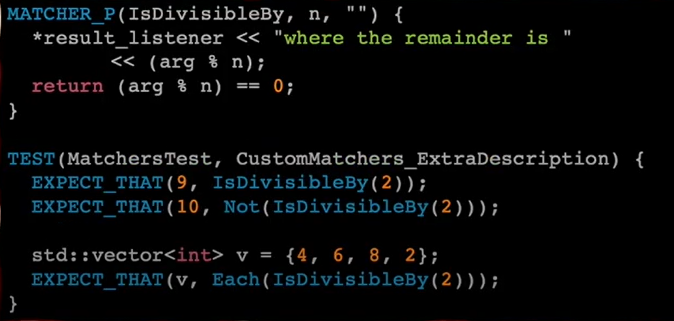 MATCHER_P(IsDivisibleBy, n, "") {
  *result_listener << "where the remainder is "
        << (arg % n);
  return (arg % n) == 0;
}

TEST(MatchersTest, CustomMatchers_ExtraDescription) {
  EXPECT_THAT(9, IsDivisibleBy(2));
  EXPECT_THAT(10, Not(IsDivisibleBy(2)));

  std::vector<int> v = {4, 6, 8, 2};
  EXPECT_THAT(v, Each(IsDivisibleBy(2)));
}